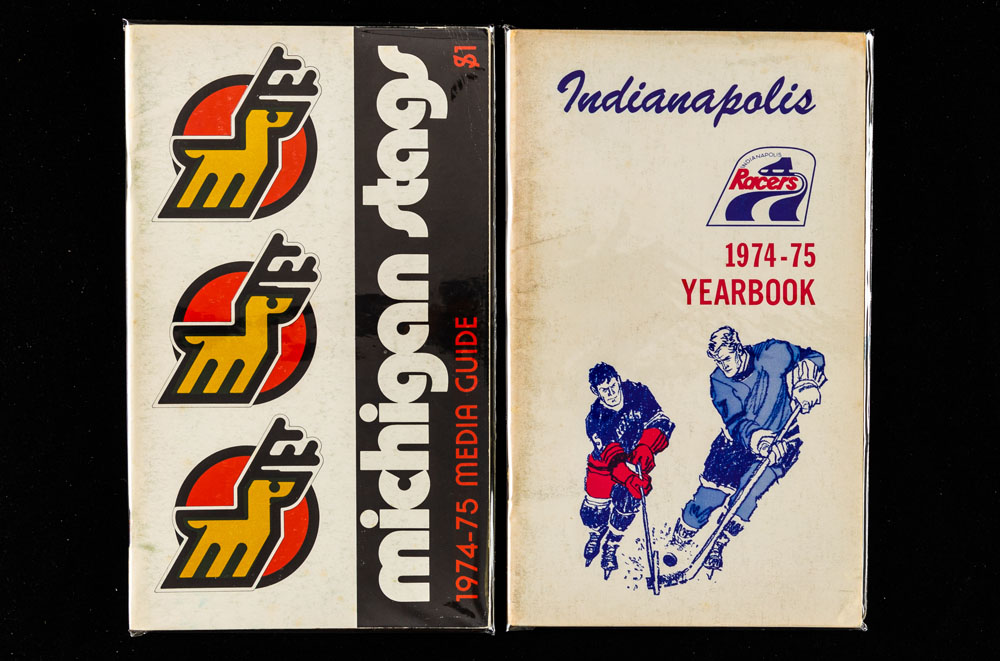 michigan stags
1974-75 MEDIA GUIDE
$1
Indianapolis
INDIANAPOLIS
Racers
1974-75
YEARBOOK